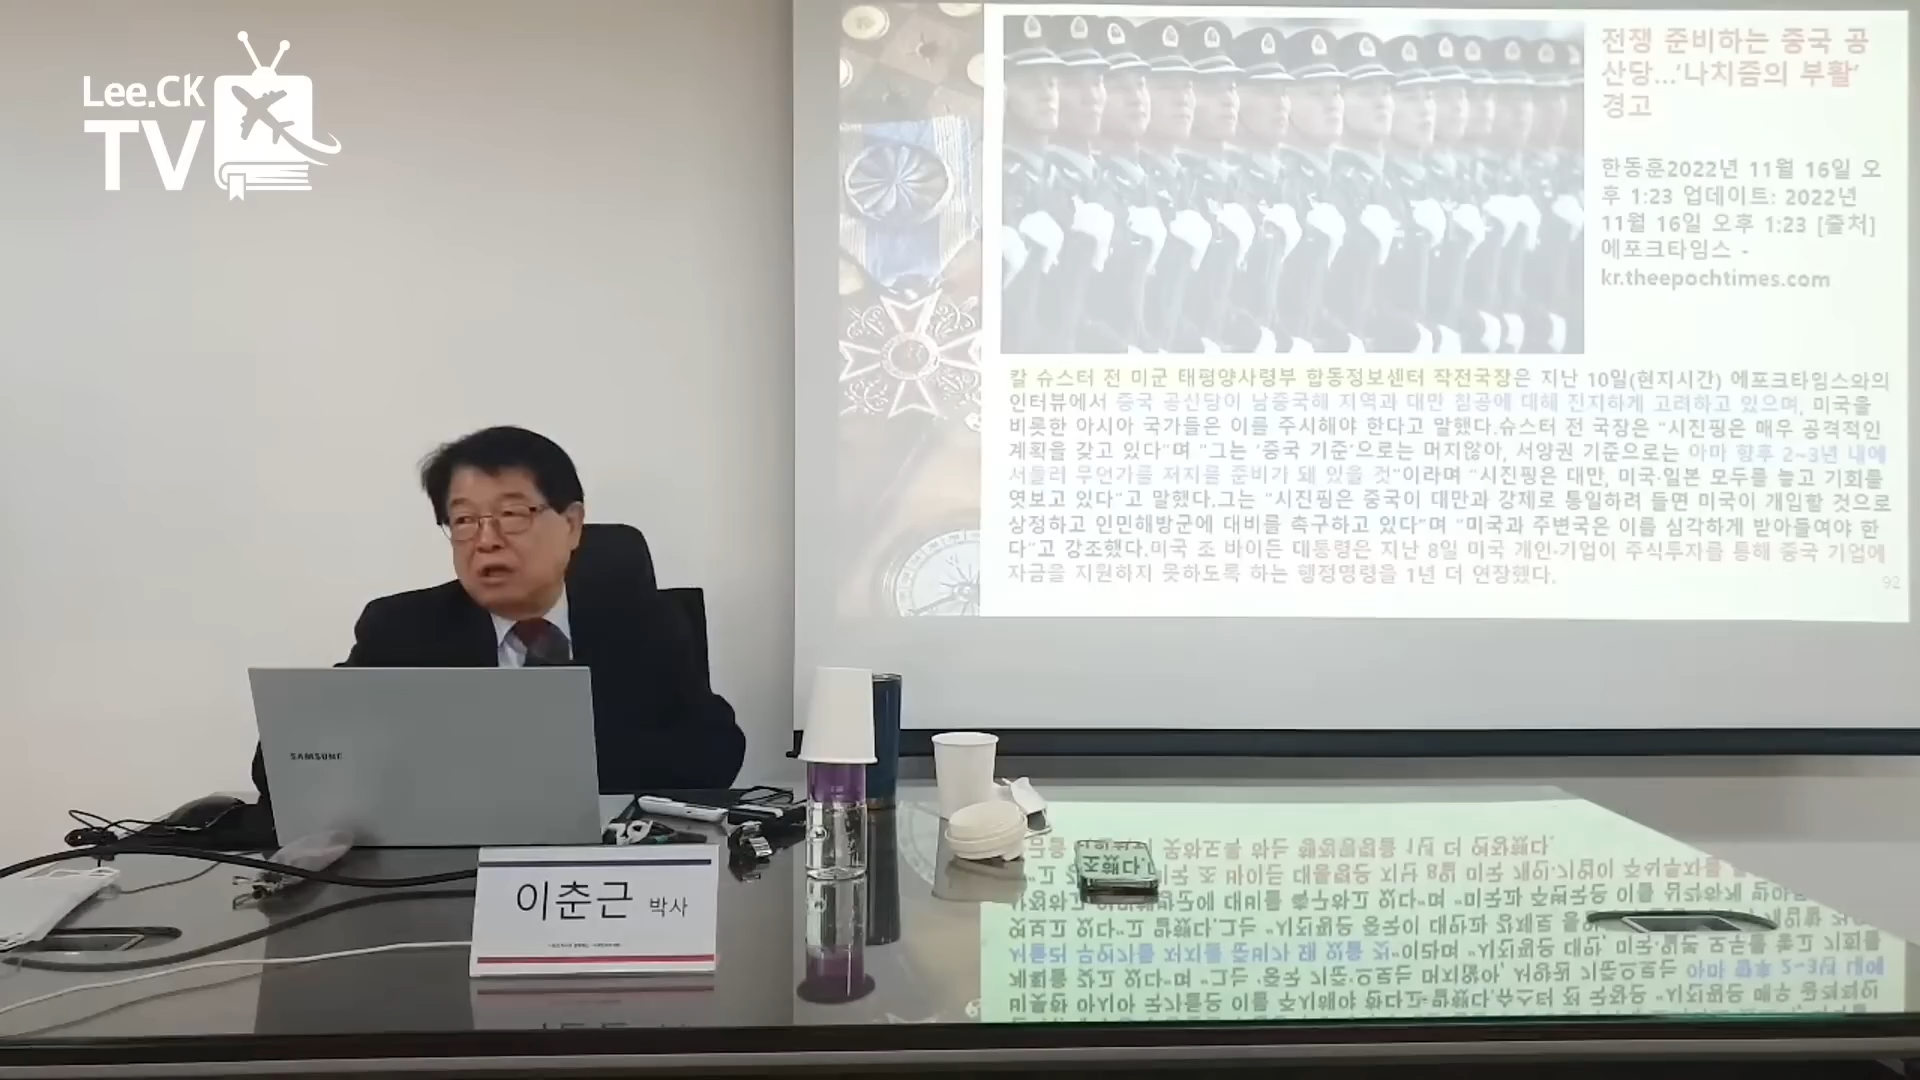 Lee.CK
TV
전쟁 준비하는 중국 공
산당...'나치즘의 부활'
경고
한동훈2022년 11월 16일 오
후 1:23 업데이트: 2022년
11월 16일 오후 1:23 [출처]
에포크타임스 -
kr.theepochtimes.com
칼 슈스터 전 미군 태평양사령부 합동정보센터 작전국장은 지난 10일(현지시간) 에포크타임스와의
인터뷰에서 중국 공산당이 남중국해 지역과 대만 침공에 대해 진지하게 고려하고 있으며, 미국을
비롯한 아시아 국가들은 이를 주시해야 한다고 말했다.슈스터 전 국장은 "시진핑은 매우 공격적인
계획을 갖고 있다"며 "그는 '중국 기준'으로는 머지않아, 서양권 기준으로는 아마 향후 2~3년 내에
서둘러 무언가를 저지를 준비가 돼 있을 것"이라며 "시진핑은 대만, 미국·일본 모두를 놓고 기회를
엿보고 있다"고 말했다.그는 "시진핑은 중국이 대만과 강제로 통일하려 들면 미국이 개입할 것으로
상정하고 인민해방군에 대비를 촉구하고 있다"며 "미국과 주변국은 이를 심각하게 받아들여야 한
다"고 강조했다.미국 조 바이든 대통령은 지난 8일 미국 개인·기업이 주식투자를 통해 중국 기업에
자금을 지원하지 못하도록 하는 행정명령을 1년 더 연장했다.
92
SAMSUNG
이춘근 박사